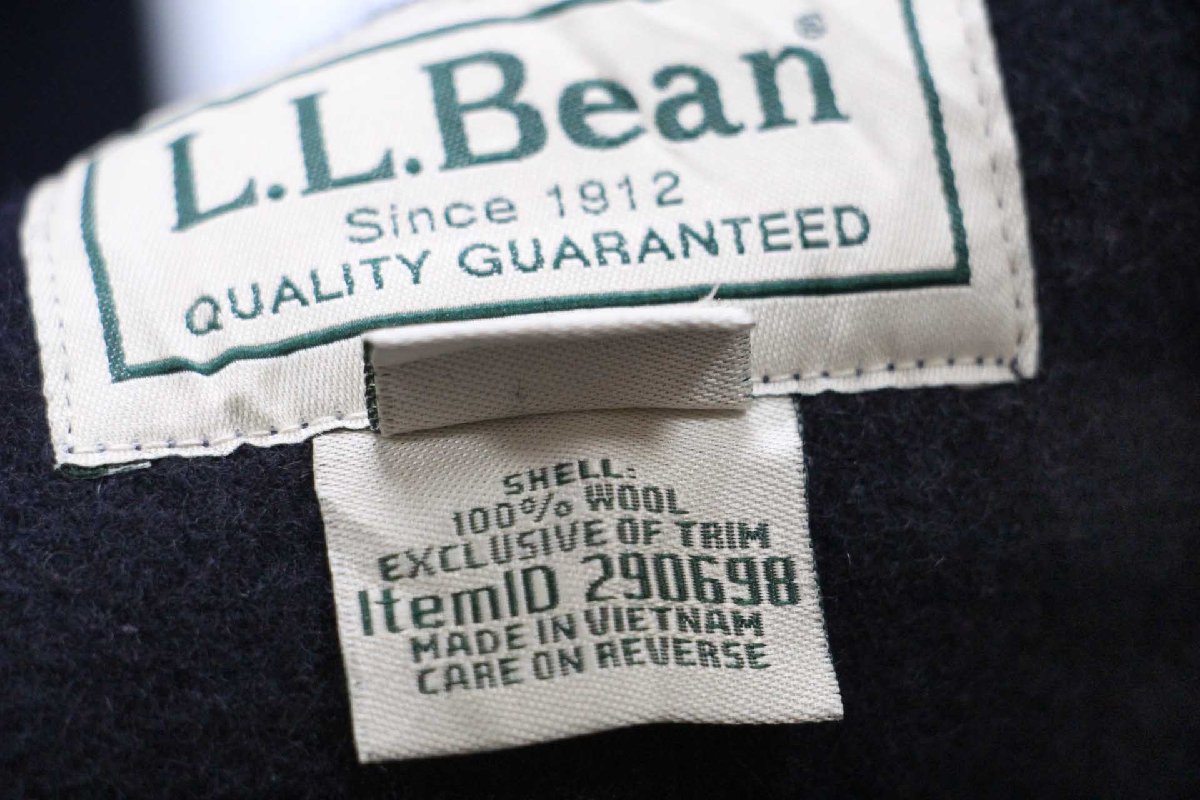 L.L.Bean®
Since 1912
QUALITY GUARANTEED
SHELL:
100% WOOL
EXCLUSIVE OF TRIM
ItemID 290698
MADE IN VIETNAM
CARE ON REVERSE